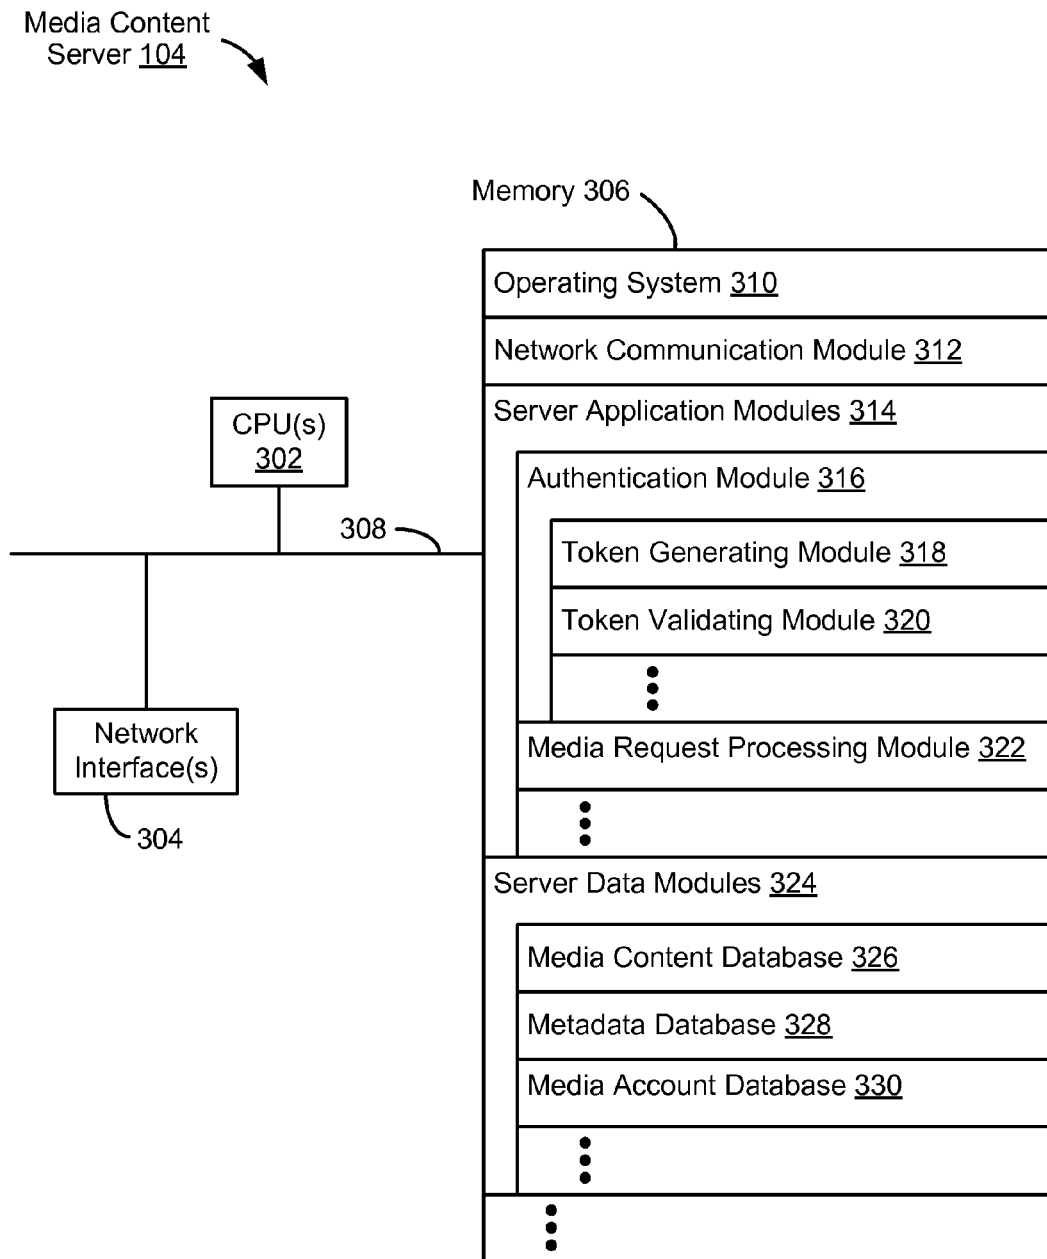 Media Content
Server 104
Memory 306
Operating System 310
Network Communication Module 312
Server Application Modules 314
CPU(s)
302
Authentication Module 316
308
Token Generating Module 318
Token Validating Module 320
Network
Interface(s)
Media Request Processing Module 322
304
Server Data Modules 324
Media Content Database 326
Metadata Database 328
Media Account Database 330